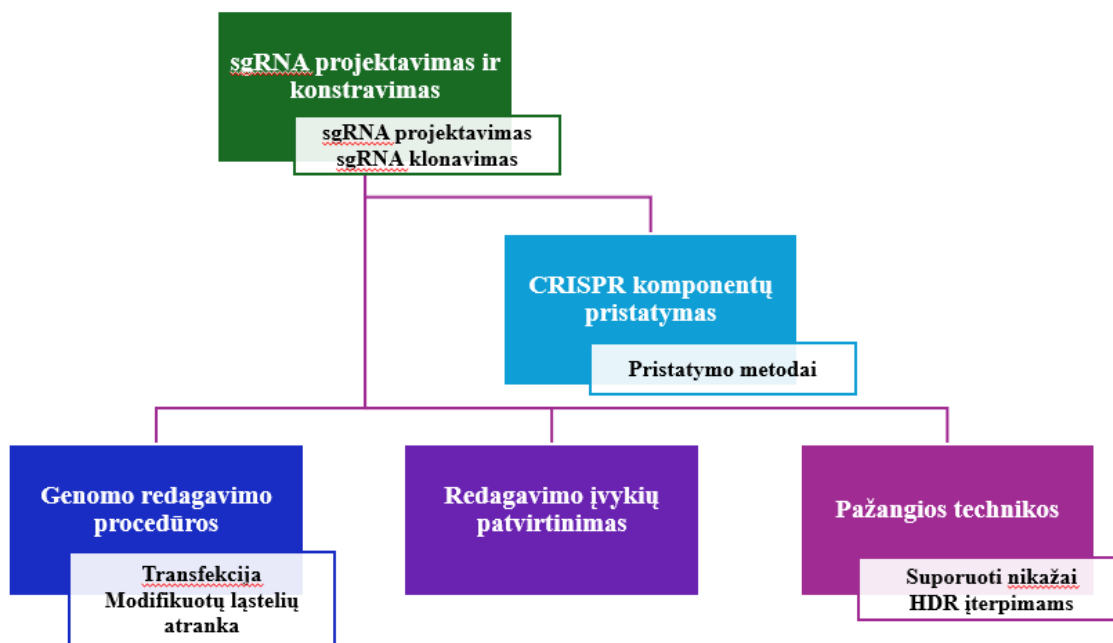 sgRNA projektavimas ir
konstravimas
sgRNA projektavimas
sgRNA klonavimas
CRISPR komponentų
pristatymas
Pristatymo metodai
Genomo redagavimo
procedūros
Transfekcija
Modifikuotų ląstelių
atranka
Redagavimo įvykių
patvirtinimas
Pažangios technikos
Suporuoti nikažai
HDR įterpimams